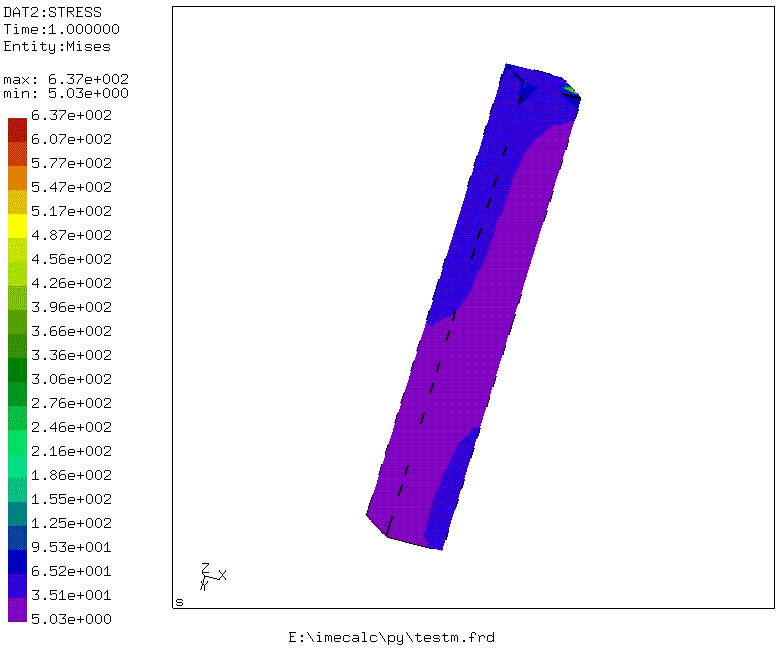 DAT2:STRESS
Time:1.000000
Entity:Mises
max: 6.37e+002
min: 5.03e+000
6.37e+002
6.07e+002
5.77e+002
5.47e+002
5.17e+002
4.87e+002
4.56e+002
4.26e+002
3.96e+002
3.66e+002
3.36e+002
3.06e+002
2.76e+002
2.46e+002
2.16e+002
1.86e+002
1.55e+002
1.25e+002
9.53e+001
6.52e+001
3.51e+001
5.03e+000
Z
X
Y
s
E:\imecalc\py\testm.frd